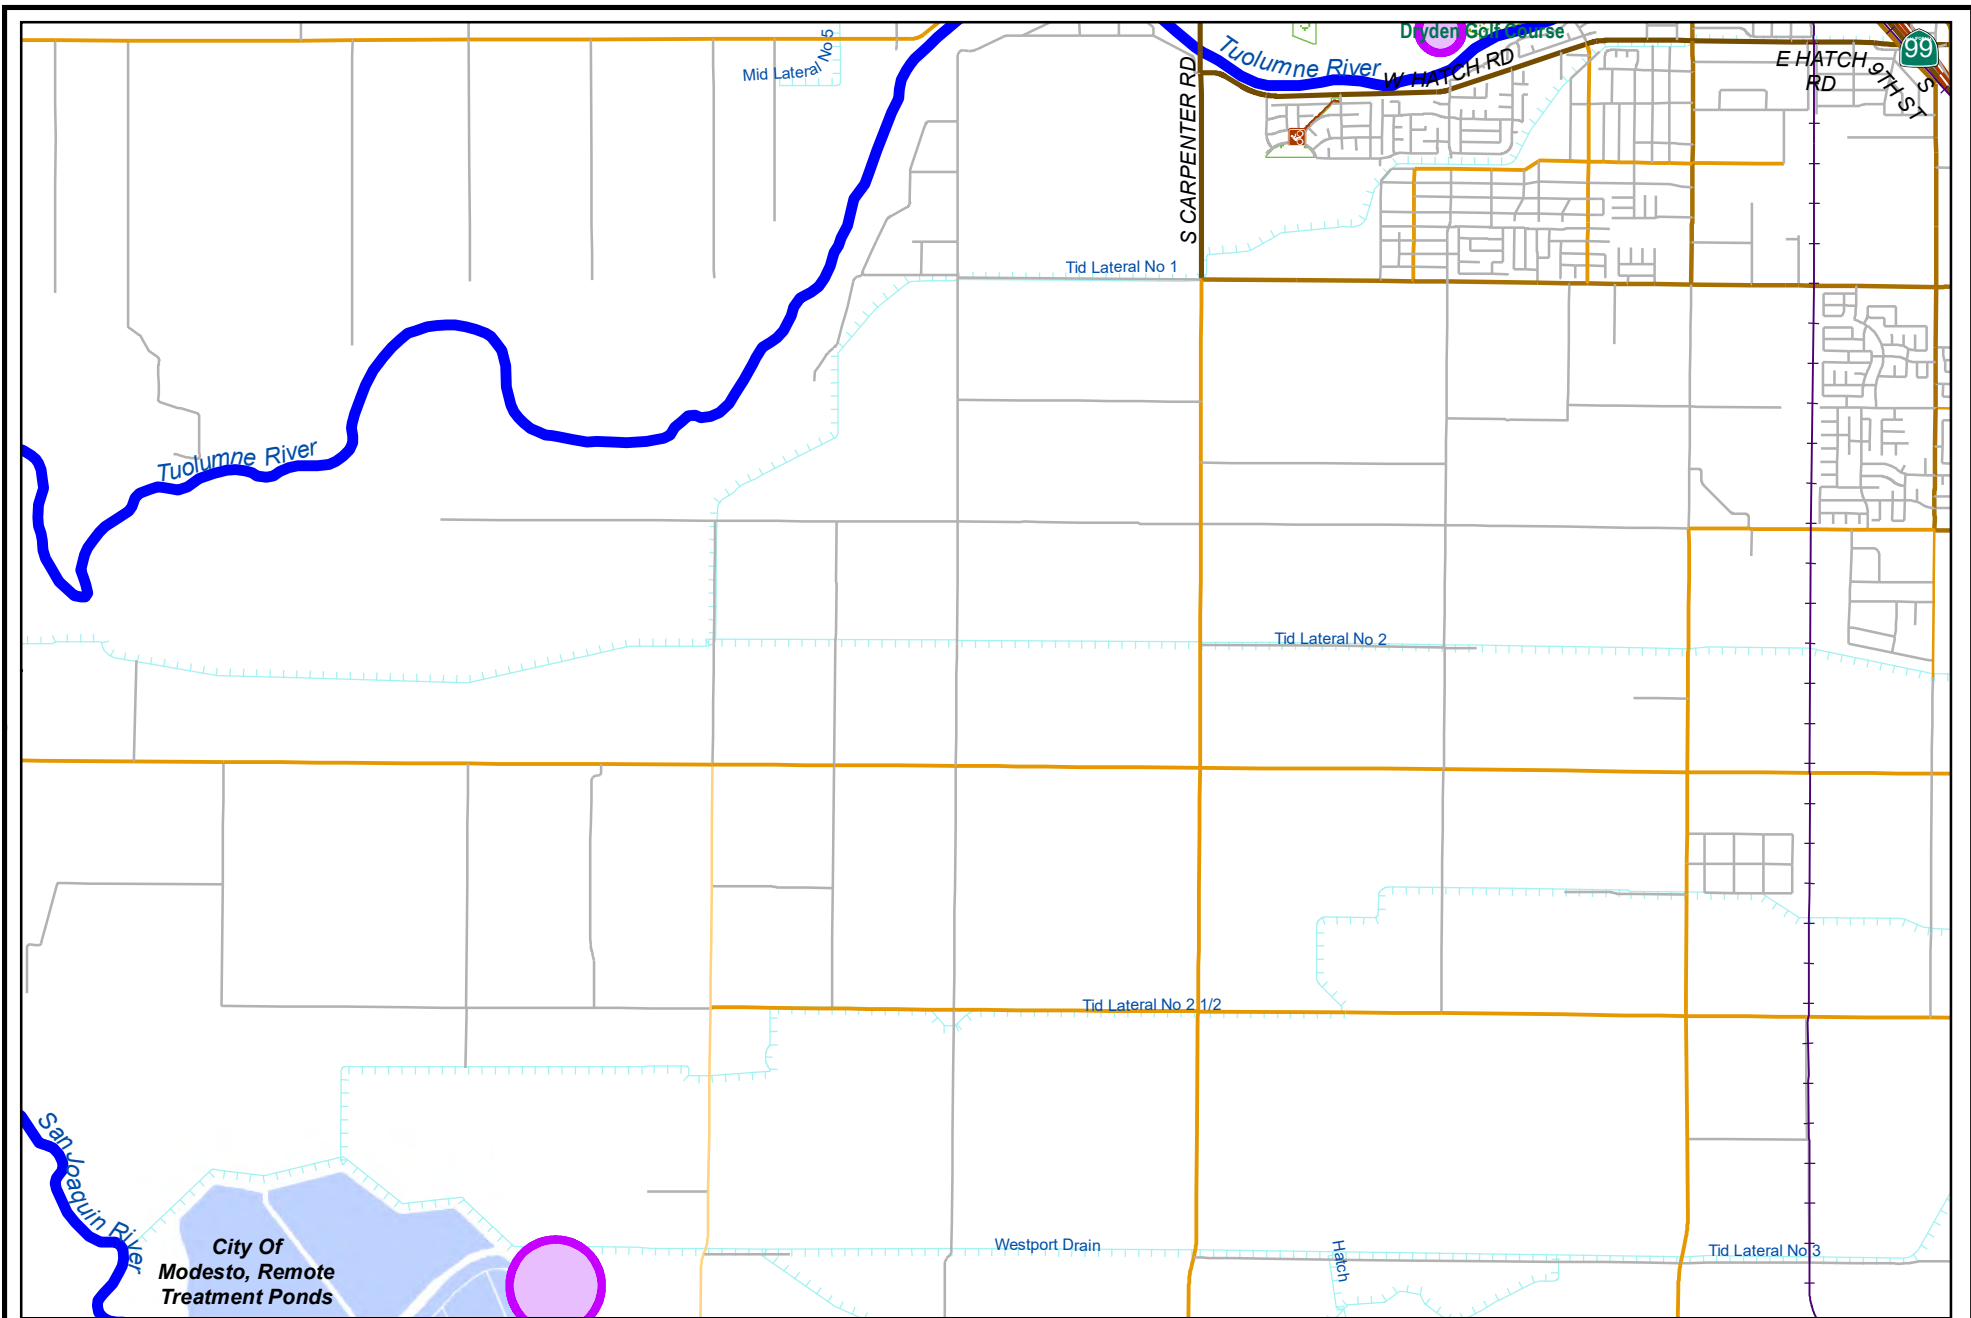 Dryden Golf Course
99
Tuolumne River
W HATCH RD
E HATCH
RD
S
9TH ST
Mid Lateral No 5
S CARPENTER RD
Tid Lateral No 1
Tuolumne River
Tid Lateral No 2
Tid Lateral No 2 1/2
San Joaquin River
City Of
Modesto, Remote
Treatment Ponds
Westport Drain
Hatch
Tid Lateral No 3